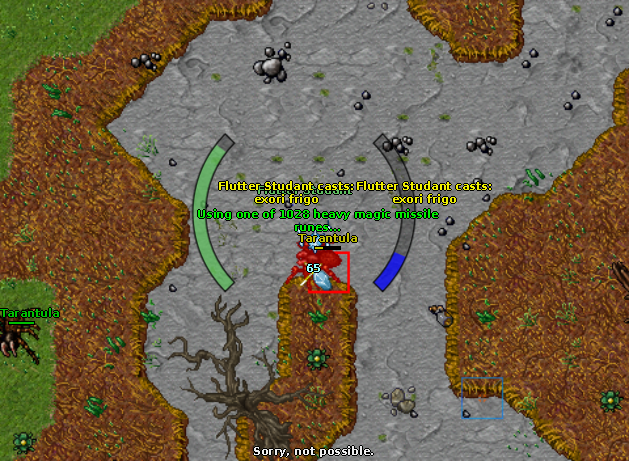 Flutter Studant casts: Flutter Studant casts:
exori frigo exori frigo
Using one of 1028 heavy magic missile
runes...
Tarantula
65
Tarantula
Sorry, not possible.